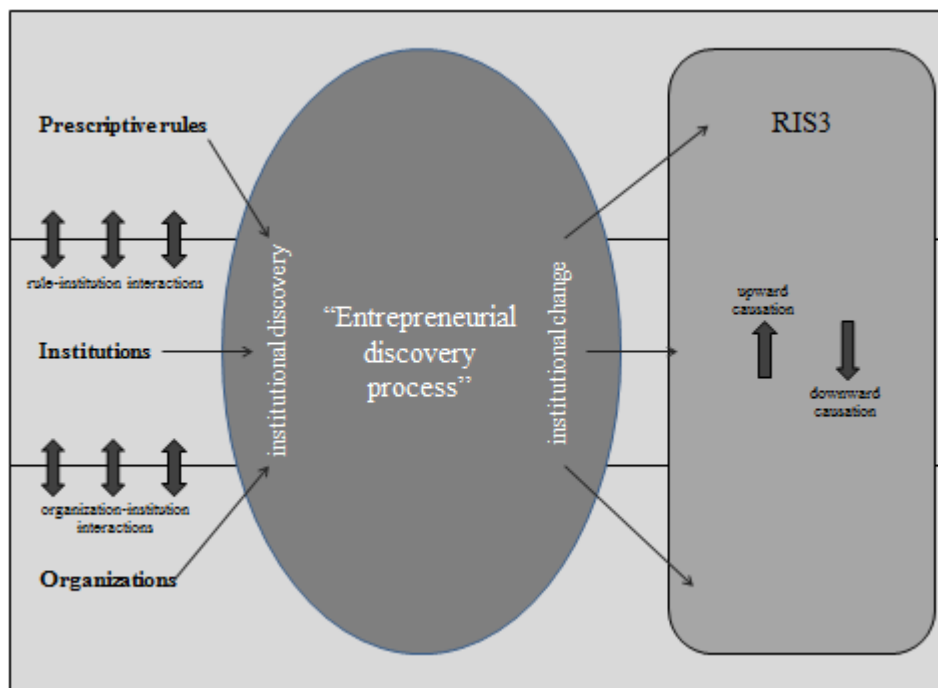 Prescriptive rules
rule-institution interactions
Institutions
organization-institution
interactions
Organizations
institutional discovery
“Entrepreneurial
discovery
process”
institutional change
RIS3
upward
causation
downward
causation